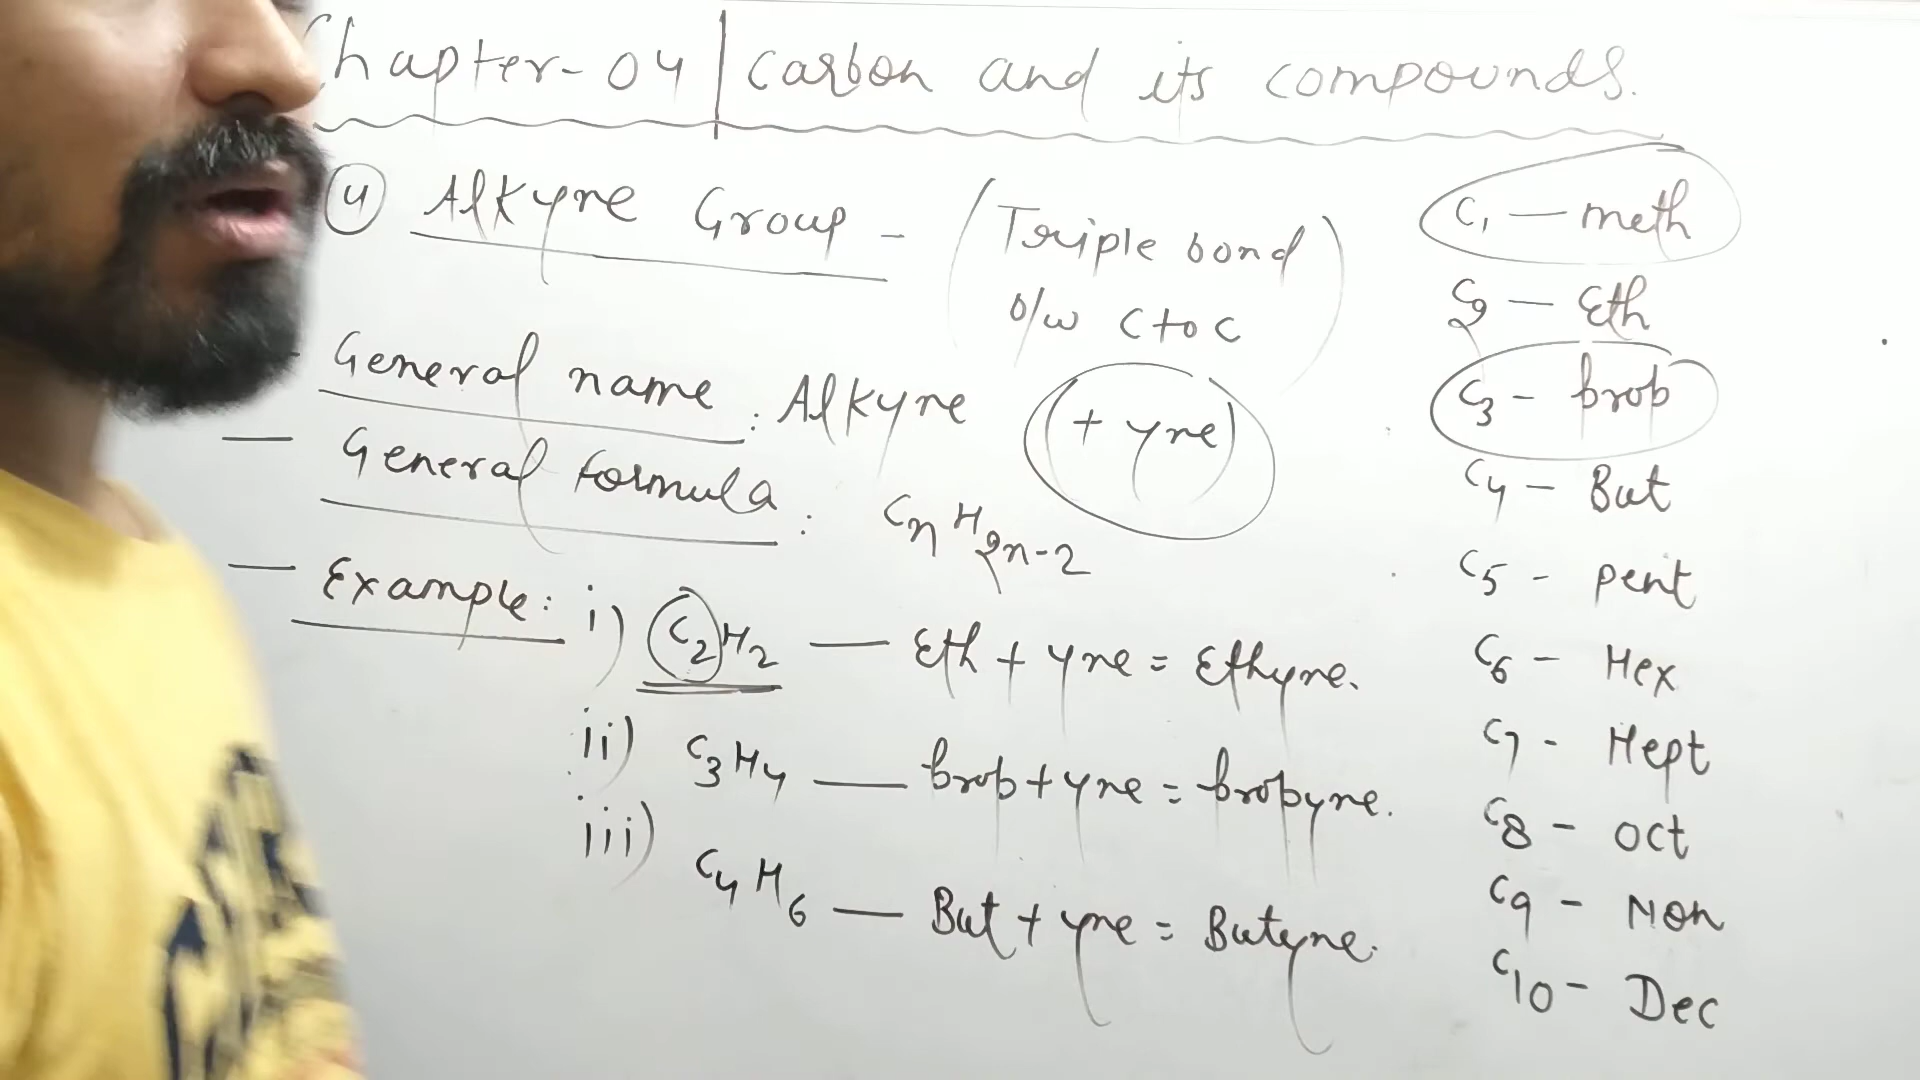 Chapter-04 | Carbon and its compounds.
4 Alkyne Group - (Triple bond
b/w C to C)
General name : Alkyne (+ yne)
— General formula : CnH2n-2
— Example: i) C2H2 — Eth + yne = Ethyne.
ii) C3H4 — prop + yne = propyne.
iii) C4H6 — But + yne = Butyne.
C1 — meth
C2 — Eth
C3 - prop
C4 - But
C5 - pent
C6 - Hex
C7 - Hept
C8 - oct
C9 - Non
C10 - Dec